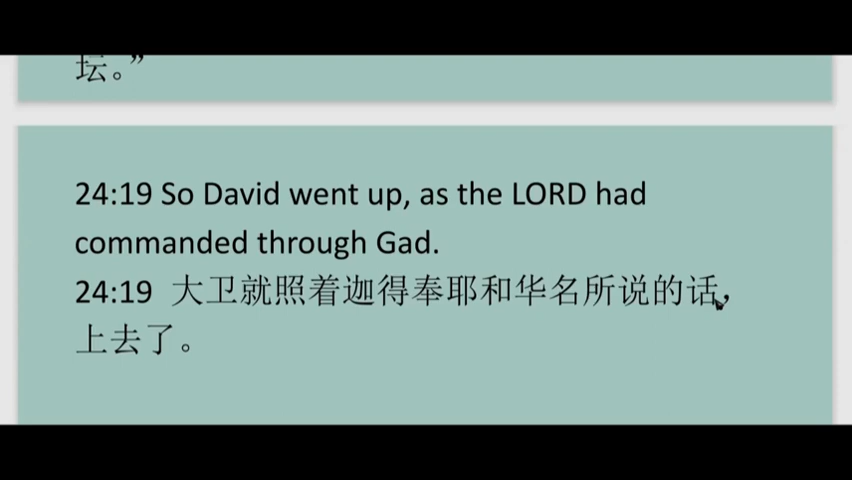 坛。”
24:19 So David went up, as the LORD had
commanded through Gad.
24:19 大卫就照着迦得奉耶和华名所说的话，
上去了。